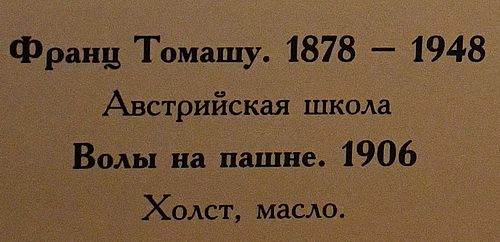 Франц Томашу. 1878 – 1948
Австрийская школа
Волы на пашне. 1906
Холст, масло.